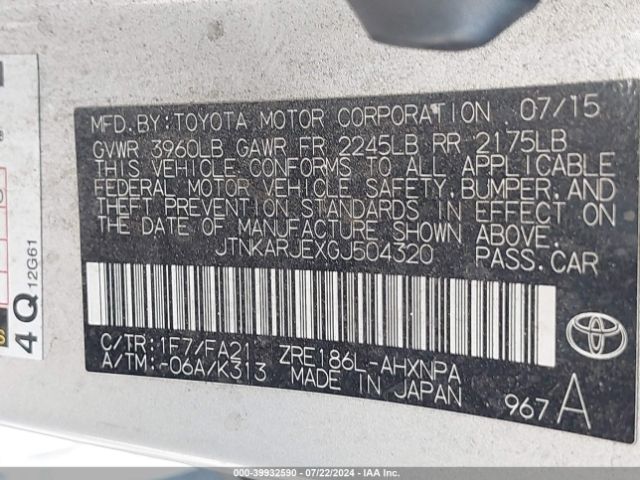 MFD.BY:TOYOTA MOTOR CORPORATION 07/15
GVWR 3960LB GAWR FR 2245LB RR 2175LB
THIS VEHICLE CONFORMS TO ALL APPLICABLE
FEDERAL MOTOR VEHICLE SAFETY,BUMPER,AND
THEFT PREVENTION STANDARDS IN EFFECT ON
THE DATE OF MANUFACTURE SHOWN ABOVE.
JTNKARJEXGJ504320 PASS.CAR
C/TR:1F7/FA21 ZRE186L-AHXNPA
A/TM:-06A/K313 MADE IN JAPAN
967 A
4Q
12G61
000-39932590 - 07/22/2024 - IAA Inc.